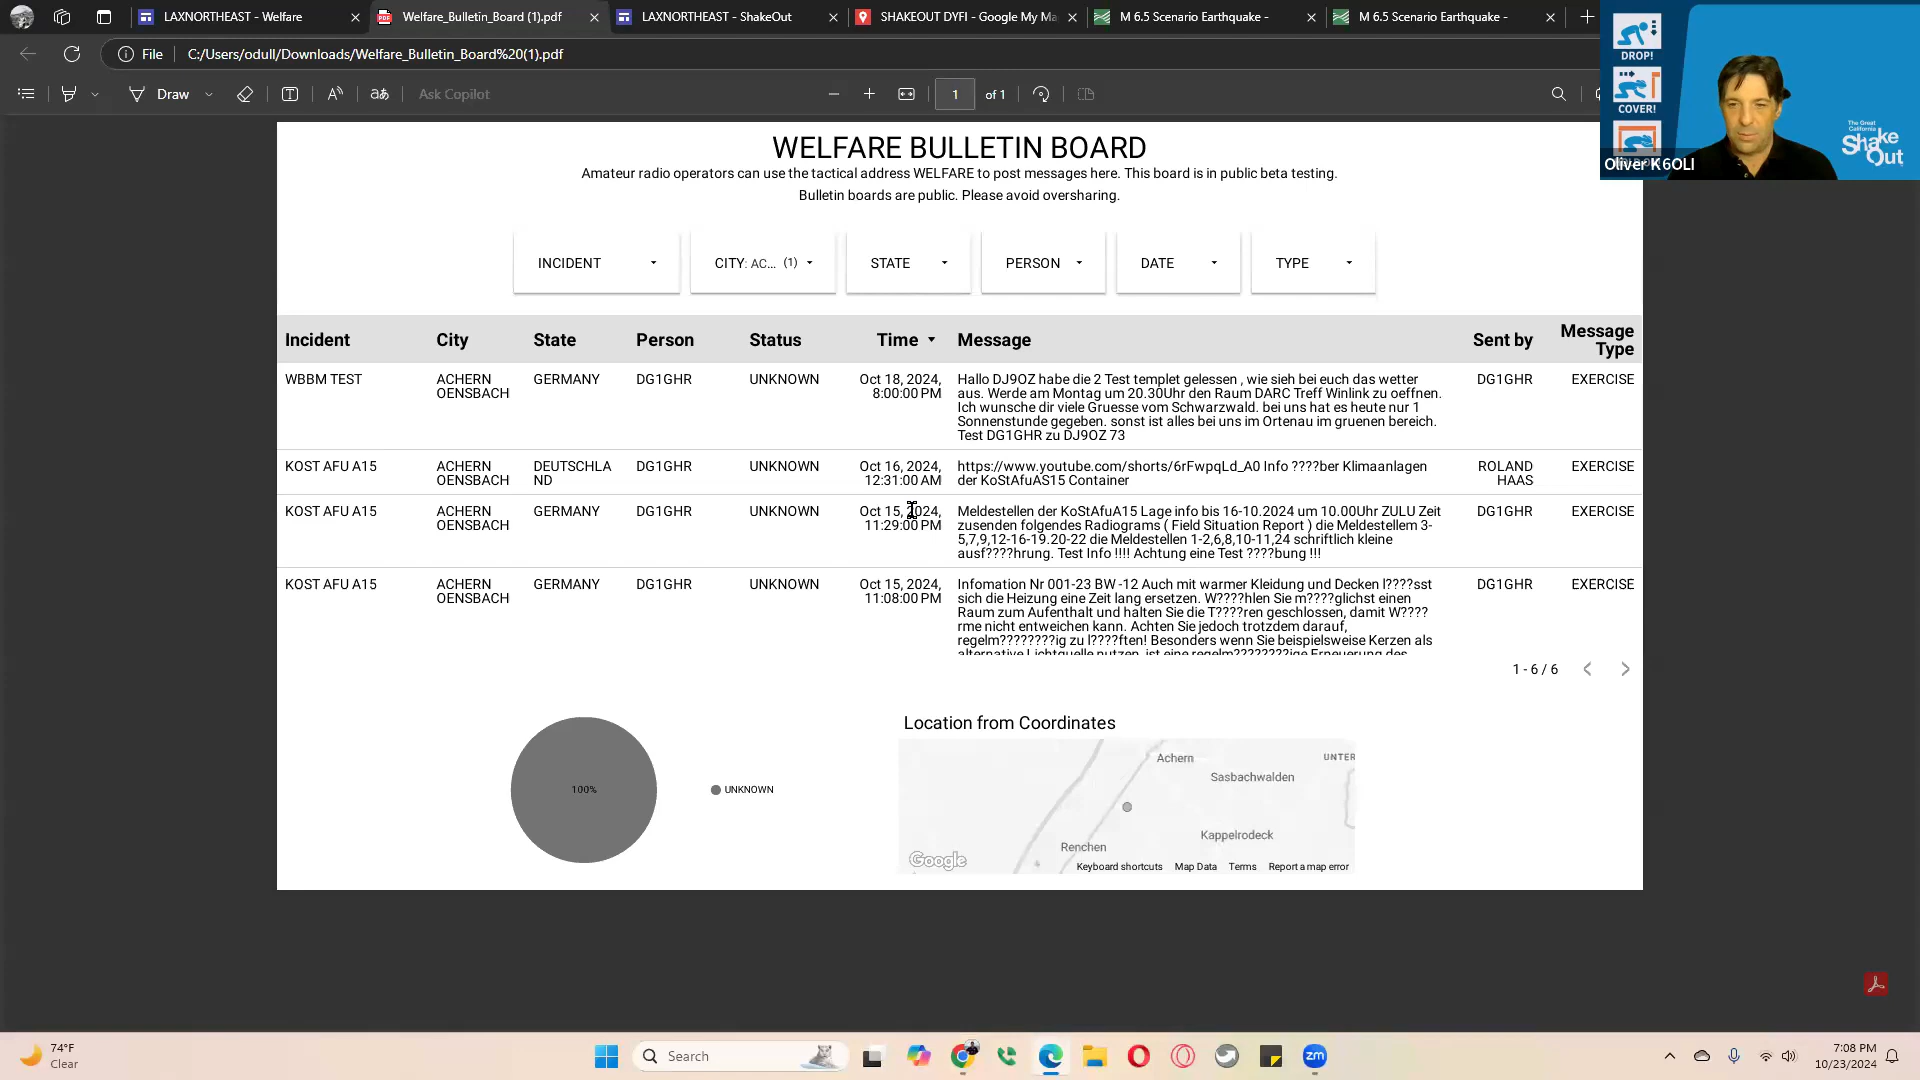 LAXNORTHEAST - Welfare
Welfare_Bulletin_Board (1).pdf
LAXNORTHEAST - ShakeOut
SHAKEOUT DYFI - Google My Ma
M 6.5 Scenario Earthquake -
M 6.5 Scenario Earthquake -
File
C:/Users/odull/Downloads/Welfare_Bulletin_Board%20(1).pdf
Draw
Ask Copilot
1
of 1
DROP!
COVER!
The Great
California
ShakeOut
Oliver K6OLI
WELFARE BULLETIN BOARD
Amateur radio operators can use the tactical address WELFARE to post messages here. This board is in public beta testing.
Bulletin boards are public. Please avoid oversharing.
INCIDENT
CITY: AC... (1)
STATE
PERSON
DATE
TYPE
Incident City State Person Status Time Message Sent by Message Type
WBBM TEST
ACHERN
OENSBACH
GERMANY
DG1GHR
UNKNOWN
Oct 18, 2024,
8:00:00 PM
Hallo DJ9OZ habe die 2 Test templet gelessen , wie sieh bei euch das wetter
aus. Werde am Montag um 20.30Uhr den Raum DARC Treff Winlink zu oeffnen.
Ich wunsche dir viele Gruesse vom Schwarzwald. bei uns hat es heute nur 1
Sonnenstunde gegeben. sonst ist alles bei uns im Ortenau im gruenen bereich.
Test DG1GHR zu DJ9OZ 73
DG1GHR
EXERCISE
KOST AFU A15
ACHERN
OENSBACH
DEUTSCHLA
ND
DG1GHR
UNKNOWN
Oct 16, 2024,
12:31:00 AM
https://www.youtube.com/shorts/6rFwpqLd_A0 Info ????ber Klimaanlagen
der KoStAfuAS15 Container
ROLAND
HAAS
EXERCISE
KOST AFU A15
ACHERN
OENSBACH
GERMANY
DG1GHR
UNKNOWN
Oct 15, 2024,
11:29:00 PM
Meldestellen der KoStAfuA15 Lage info bis 16-10.2024 um 10.00Uhr ZULU Zeit
zusenden folgendes Radiograms ( Field Situation Report ) die Meldestellem 3-
5,7,9,12-16-19.20-22 die Meldestellen 1-2,6,8,10-11,24 schriftlich kleine
ausf????hrung. Test Info !!!! Achtung eine Test ????bung !!!
DG1GHR
EXERCISE
KOST AFU A15
ACHERN
OENSBACH
GERMANY
DG1GHR
UNKNOWN
Oct 15, 2024,
11:08:00 PM
Infomation Nr 001-23 BW -12 Auch mit warmer Kleidung und Decken l????sst
sich die Heizung eine Zeit lang ersetzen. W????hlen Sie m????glichst einen
Raum zum Aufenthalt und halten Sie die T????ren geschlossen, damit W????
rme nicht entweichen kann. Achten Sie jedoch trotzdem darauf,
regelm????????ig zu l????ften! Besonders wenn Sie beispielsweise Kerzen als
alternative Lichtquelle nutzen, ist eine regelm????????ige Erneuerung des
DG1GHR
EXERCISE
1 - 6 / 6
100%
UNKNOWN
Location from Coordinates
Achern
UNTER
Sasbachwalden
Kappelrodeck
Renchen
Google
Keyboard shortcuts Map Data Terms Report a map error
74°F
Clear
Search
zm
7:08 PM
10/23/2024